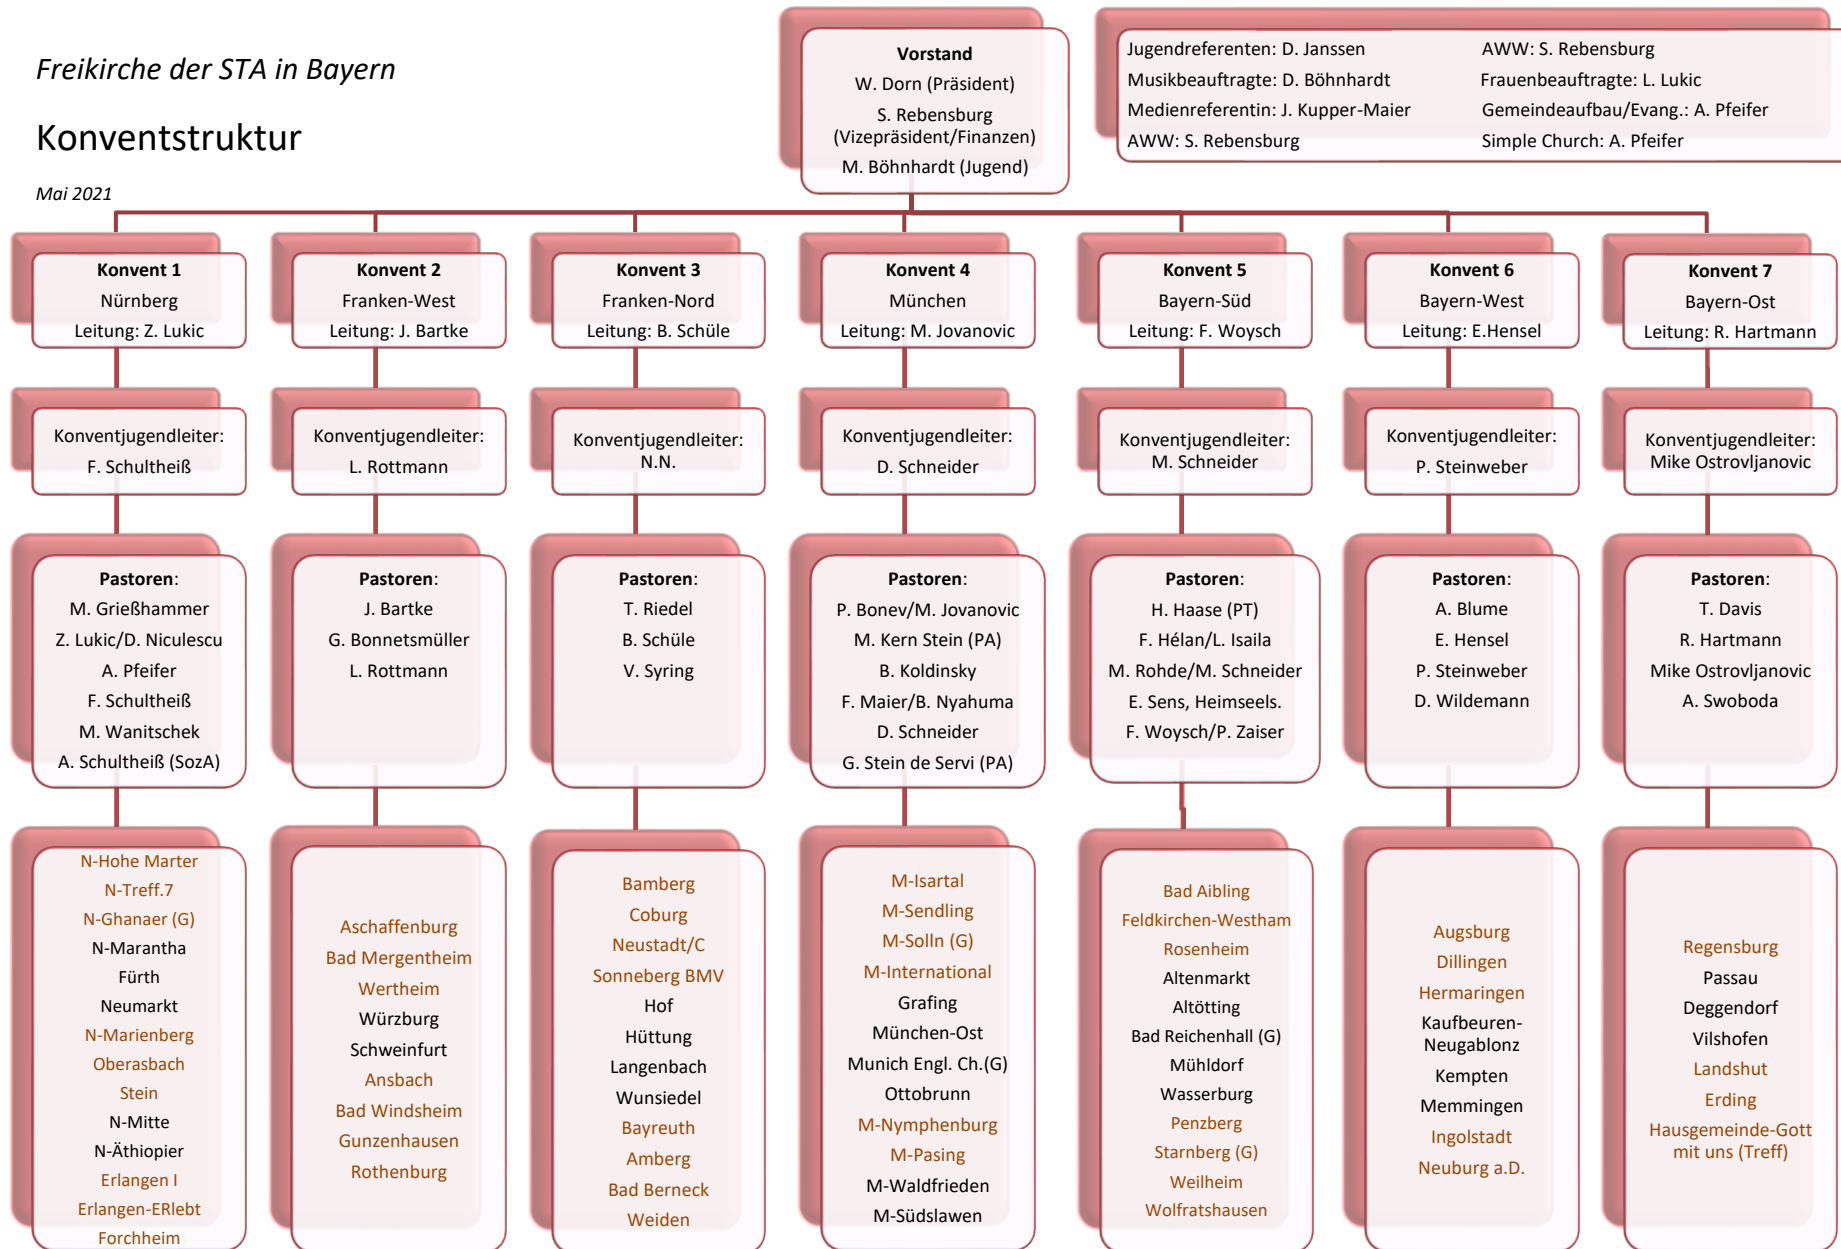 Freikirche der STA in Bayern
Konventstruktur
Mai 2021
Vorstand
W. Dorn (Präsident)
S. Rebensburg
(Vizepräsident/Finanzen)
M. Böhnhardt (Jugend)
Jugendreferenten: D. Janssen
Musikbeauftragte: D. Böhnhardt
Medienreferentin: J. Kupper-Maier
AWW: S. Rebensburg
AWW: S. Rebensburg
Frauenbeauftragte: L. Lukic
Gemeindeaufbau/Evang.: A. Pfeifer
Simple Church: A. Pfeifer
Konvent 1
Nürnberg
Leitung: Z. Lukic
Konventjugendleiter:
F. Schultheiß
Pastoren:
M. Grießhammer
Z. Lukic/D. Niculescu
A. Pfeifer
F. Schultheiß
M. Wanitschek
A. Schultheiß (SozA)
N-Hohe Marter
N-Treff.7
N-Ghanaer (G)
N-Marantha
Fürth
Neumarkt
N-Marienberg
Oberasbach
Stein
N-Mitte
N-Äthiopier
Erlangen I
Erlangen-ERlebt
Forchheim
Konvent 2
Franken-West
Leitung: J. Bartke
Konventjugendleiter:
L. Rottmann
Pastoren:
J. Bartke
G. Bonnetsmüller
L. Rottmann
Aschaffenburg
Bad Mergentheim
Wertheim
Würzburg
Schweinfurt
Ansbach
Bad Windsheim
Gunzenhausen
Rothenburg
Konvent 3
Franken-Nord
Leitung: B. Schüle
Konventjugendleiter:
N.N.
Pastoren:
T. Riedel
B. Schüle
V. Syring
Bamberg
Coburg
Neustadt/C
Sonneberg BMV
Hof
Hüttung
Langenbach
Wunsiedel
Bayreuth
Amberg
Bad Berneck
Weiden
Konvent 4
München
Leitung: M. Jovanovic
Konventjugendleiter:
D. Schneider
Pastoren:
P. Bonev/M. Jovanovic
M. Kern Stein (PA)
B. Koldinsky
F. Maier/B. Nyahuma
D. Schneider
G. Stein de Servi (PA)
M-Isartal
M-Sendling
M-Solln (G)
M-International
Grafing
München-Ost
Munich Engl. Ch.(G)
Ottobrunn
M-Nymphenburg
M-Pasing
M-Waldfrieden
M-Südslawen
Konvent 5
Bayern-Süd
Leitung: F. Woysch
Konventjugendleiter:
M. Schneider
Pastoren:
H. Haase (PT)
F. Hélan/L. Isaila
M. Rohde/M. Schneider
E. Sens, Heimseels.
F. Woysch/P. Zaiser
Bad Aibling
Feldkirchen-Westham
Rosenheim
Altenmarkt
Altötting
Bad Reichenhall (G)
Mühldorf
Wasserburg
Penzberg
Starnberg (G)
Weilheim
Wolfratshausen
Konvent 6
Bayern-West
Leitung: E.Hensel
Konventjugendleiter:
P. Steinweber
Pastoren:
A. Blume
E. Hensel
P. Steinweber
D. Wildemann
Augsburg
Dillingen
Hermaringen
Kaufbeuren-
Neugablonz
Kempten
Memmingen
Ingolstadt
Neuburg a.D.
Konvent 7
Bayern-Ost
Leitung: R. Hartmann
Konventjugendleiter:
Mike Ostrovljanovic
Pastoren:
T. Davis
R. Hartmann
Mike Ostrovljanovic
A. Swoboda
Regensburg
Passau
Deggendorf
Vilshofen
Landshut
Erding
Hausgemeinde-Gott
mit uns (Treff)